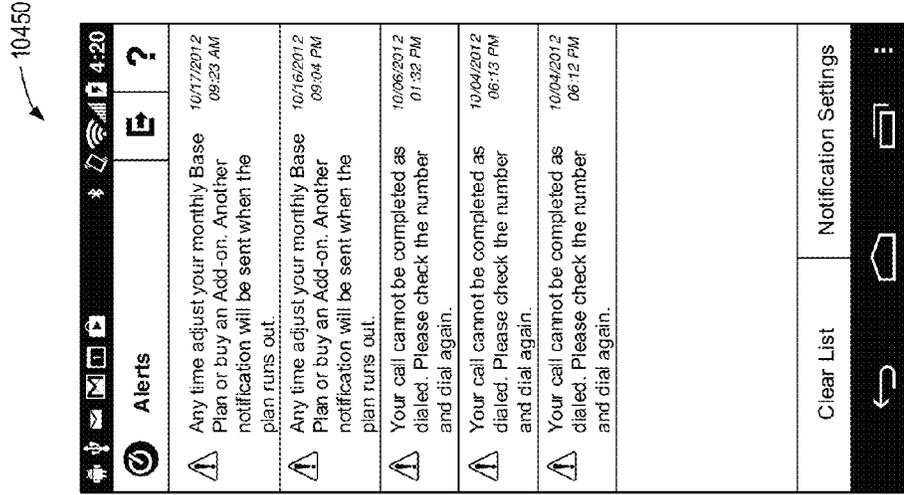 10450
4:20
Alerts
?
Any time adjust your monthly Base
Plan or buy an Add-on. Another
notification will be sent when the
plan runs out.
10/17/2012
09:23 AM
Any time adjust your monthly Base
Plan or buy an Add-on. Another
notification will be sent when the
plan runs out.
10/16/2012
09:04 PM
Your call cannot be completed as
dialed. Please check the number
and dial again.
10/06/2012
01:32 PM
Your call cannot be completed as
dialed. Please check the number
and dial again.
10/04/2012
06:13 PM
Your call cannot be completed as
dialed. Please check the number
and dial again.
10/04/2012
06:12 PM
Clear List
Notification Settings